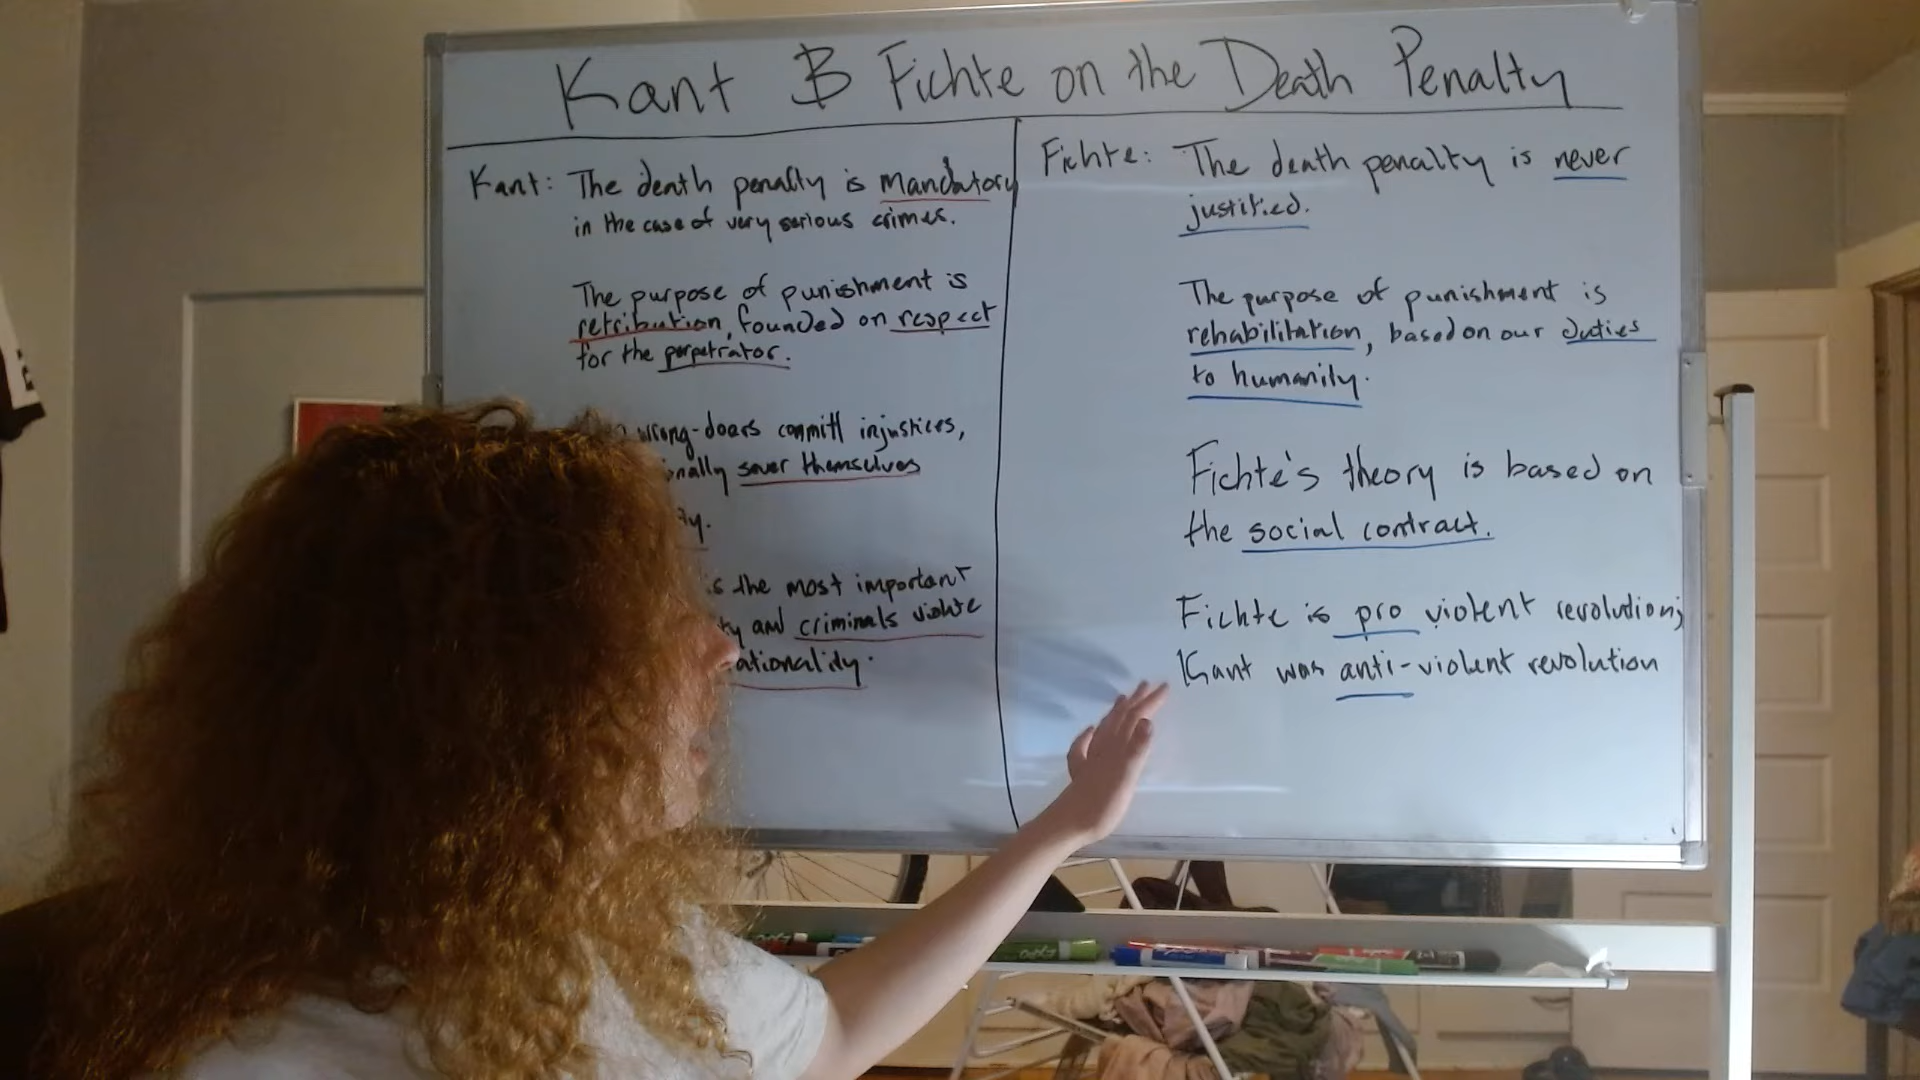 Kant & Fichte on the Death Penalty
Kant: The death penalty is mandatory
in the case of very serious crimes.
The purpose of punishment is
retribution, founded on respect
for the perpetrator.
wrong-doers committ injustices,
sever themselves
is the most important
and criminals violate
Fichte: The death penalty is never
justified.
The purpose of punishment is
rehabilitation, based on our duties
to humanity.
Fichte's theory is based on
the social contract.
Fichte is pro violent revolution;
Kant was anti-violent revolution
EXPO